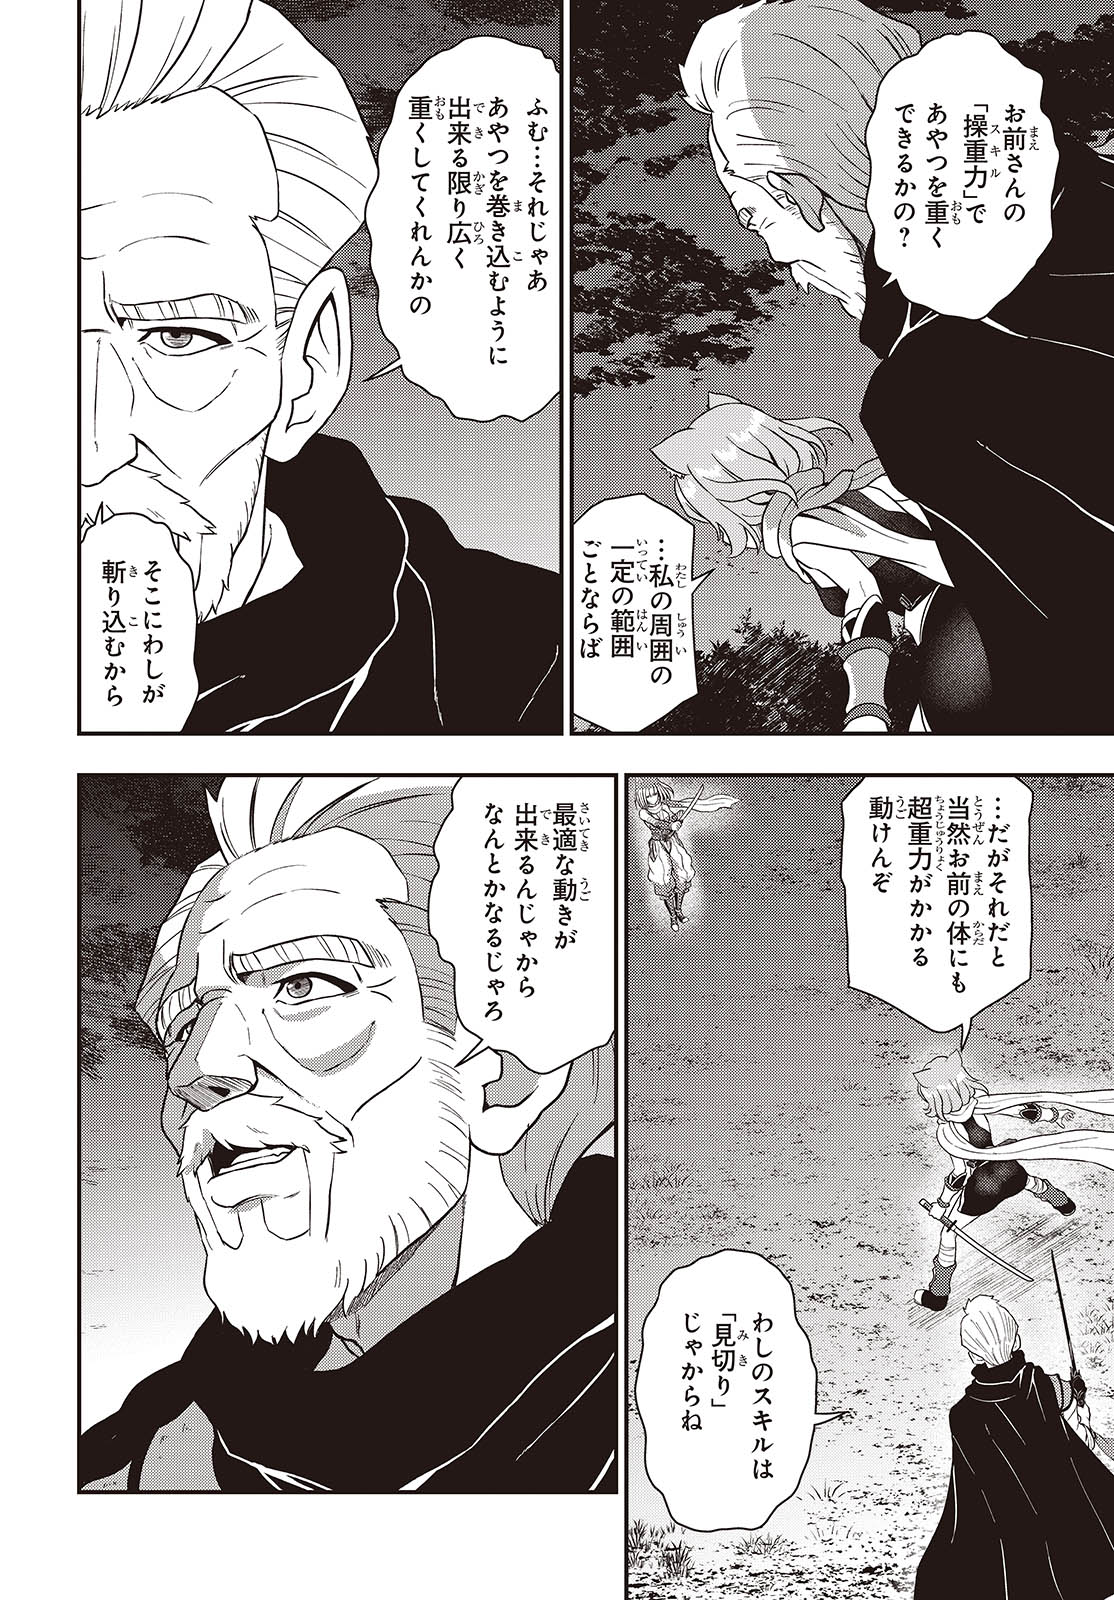 お前さんの
「操重力」で
あやつを重く
できるかの？
…私の周囲の
一定の範囲
ごとならば
ふむ…それじゃあ
あやつを巻き込むように
出来る限り広く
重くしてくれんかの
そこにわしが
斬り込むから
…だがそれだと
当然お前の体にも
超重力がかかる
動けんぞ
わしのスキルは
「見切り」
じゃからね
最適な動きが
出来るんじゃから
なんとかなるじゃろ